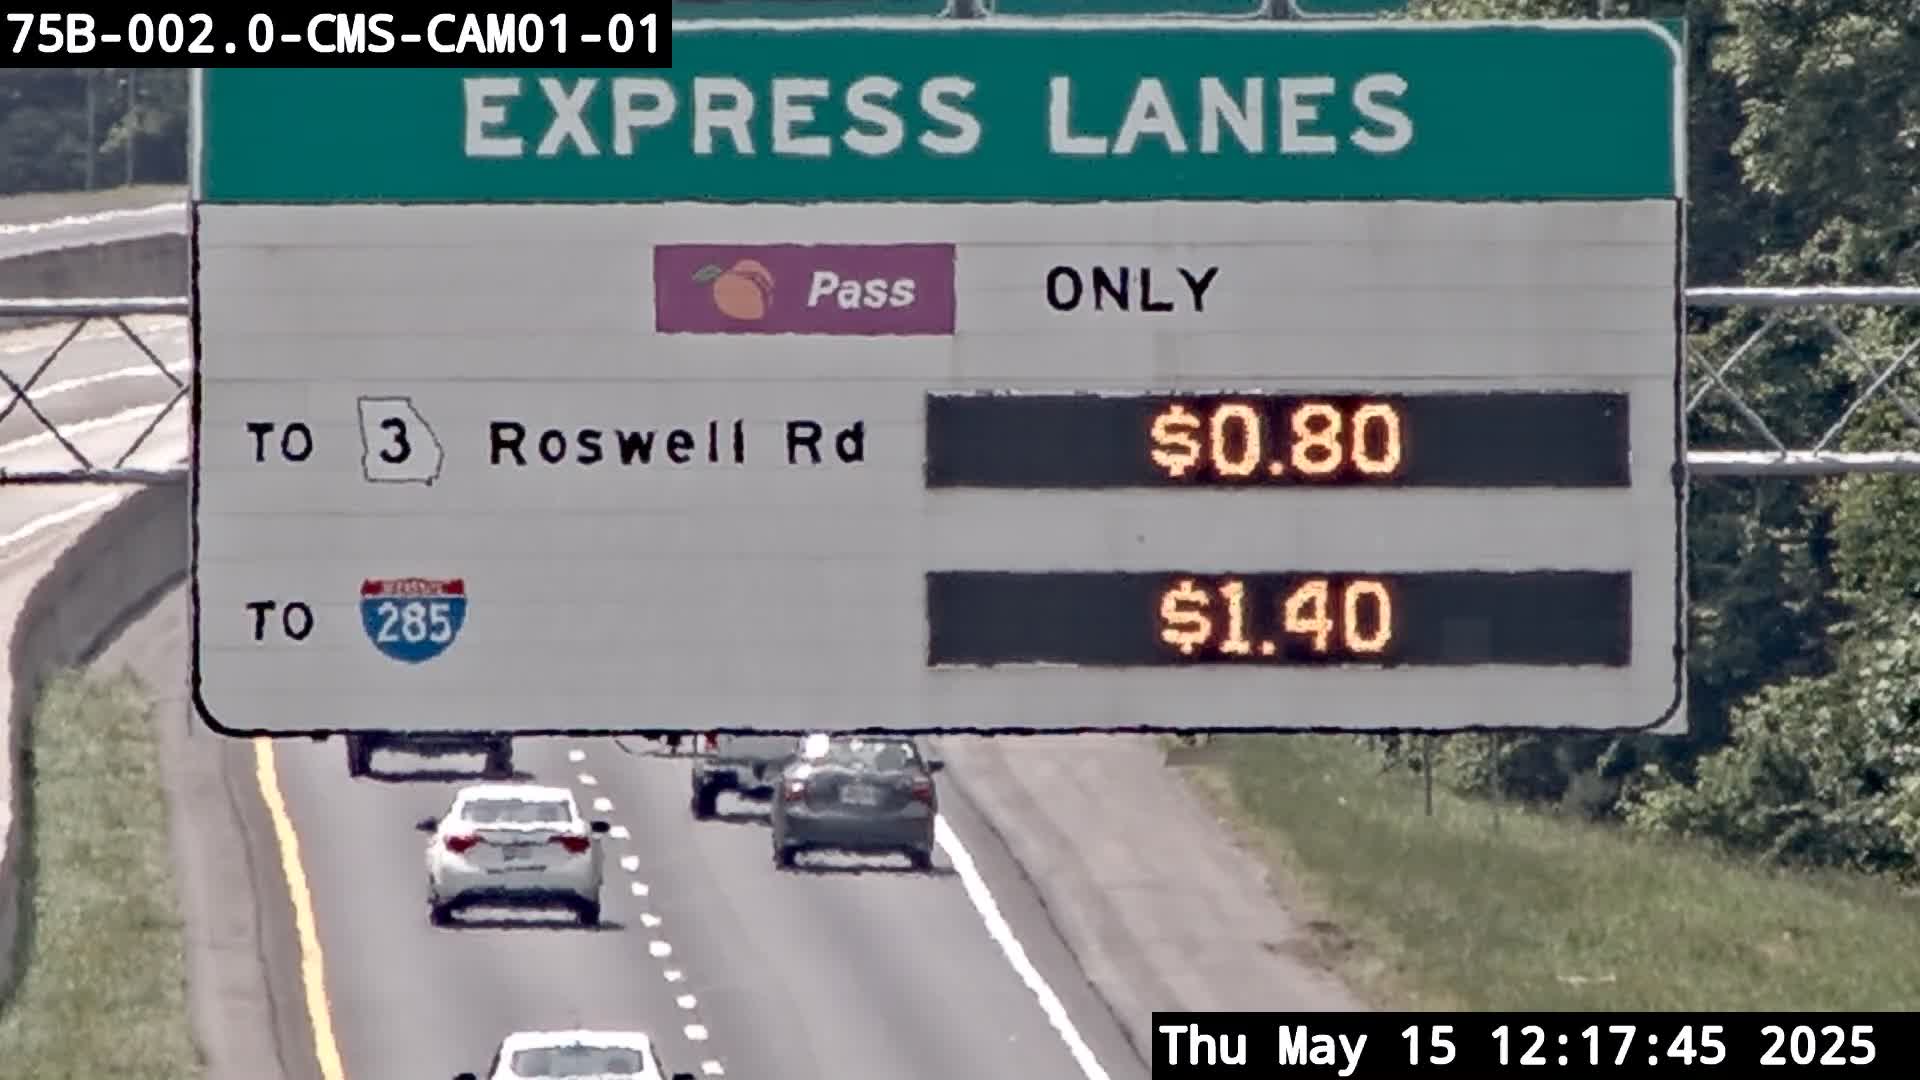 75B-002.0-CMS-CAM01-01
EXPRESS LANES
Pass ONLY
TO 3 Roswell Rd $0.80
TO INTERSTATE 285 $1.40
Thu May 15 12:17:45 2025